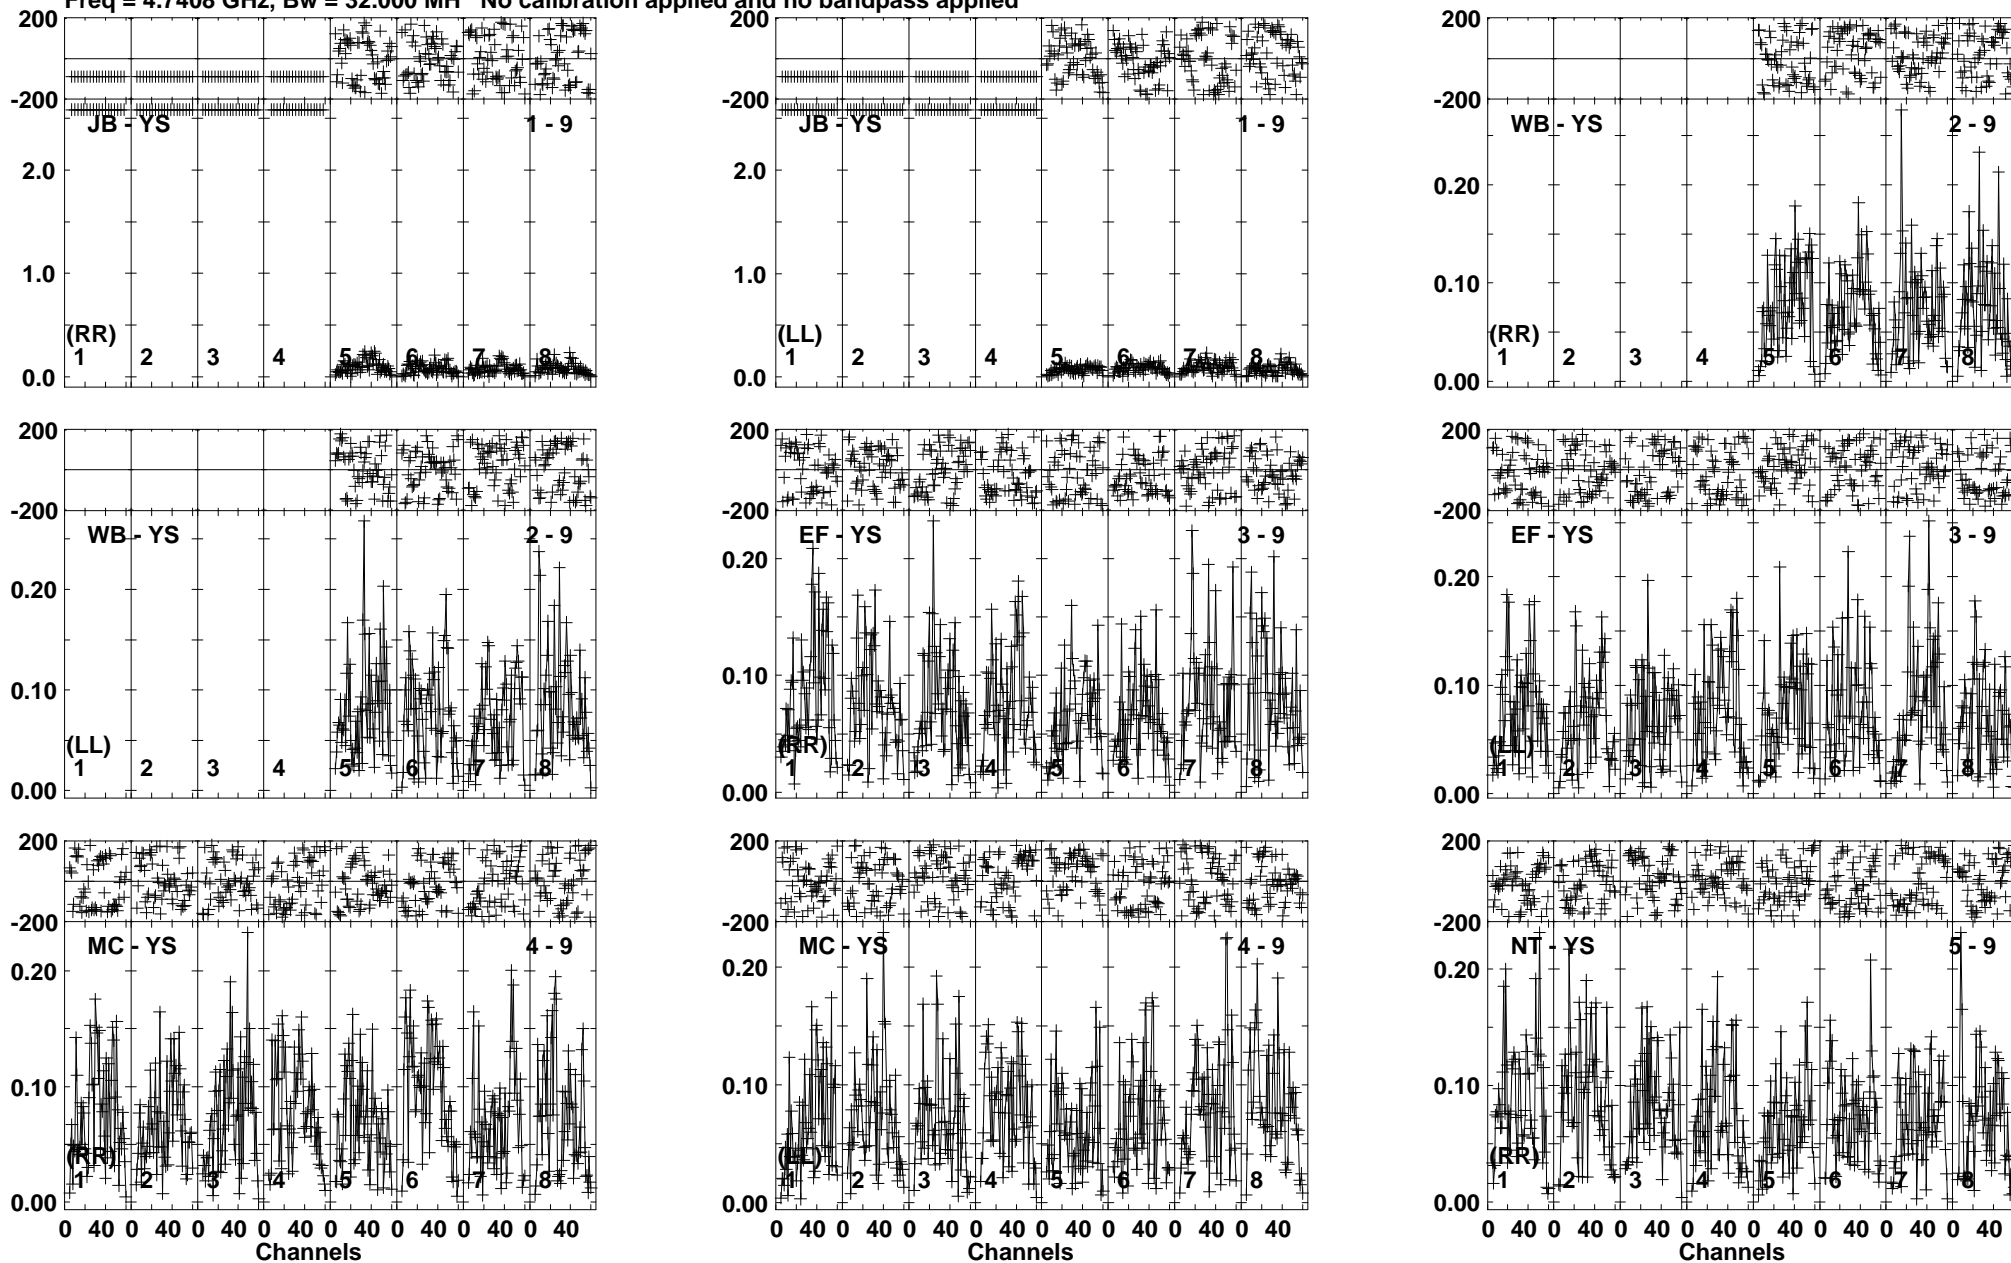 Freq = 4.7408 GHz, Bw = 32.000 MH No calibration applied and no bandpass applied
200 200 200
-200 -200 -200
JB - YS 1 - 9 JB - YS 1 - 9 WB - YS 2 - 9
2.0 2.0 0.20
1.0 1.0 0.10
(RR) (LL) (RR)
1 2 3 4 5 6 7 8 1 2 3 4 5 6 7 8 1 2 3 4 5 6 7 8
0.0 0.0 0.00
200 200 200
-200 -200 -200
WB - YS 2 - 9 EF - YS 3 - 9 EF - YS 3 - 9
0.20 0.20 0.20
0.10 0.10 0.10
(LL) (RR) (LL)
1 2 3 4 5 6 7 8 1 2 3 4 5 6 7 8 1 2 3 4 5 6 7 8
0.00 0.00 0.00
200 200 200
-200 -200 -200
MC - YS 4 - 9 MC - YS 4 - 9 NT - YS 5 - 9
0.20 0.20 0.20
0.10 0.10 0.10
(RR) (LL) (RR)
1 2 3 4 5 6 7 8 1 2 3 4 5 6 7 8 1 2 3 4 5 6 7 8
0.00 0.00 0.00
0 40 0 40 0 40 0 40 0 40 0 40 0 40 0 40 0 40 0 40 0 40 0 40 0 40 0 40 0 40 0 40 0 40 0 40 0 40 0 40 0 40 0 40 0 40 0 40
Channels Channels